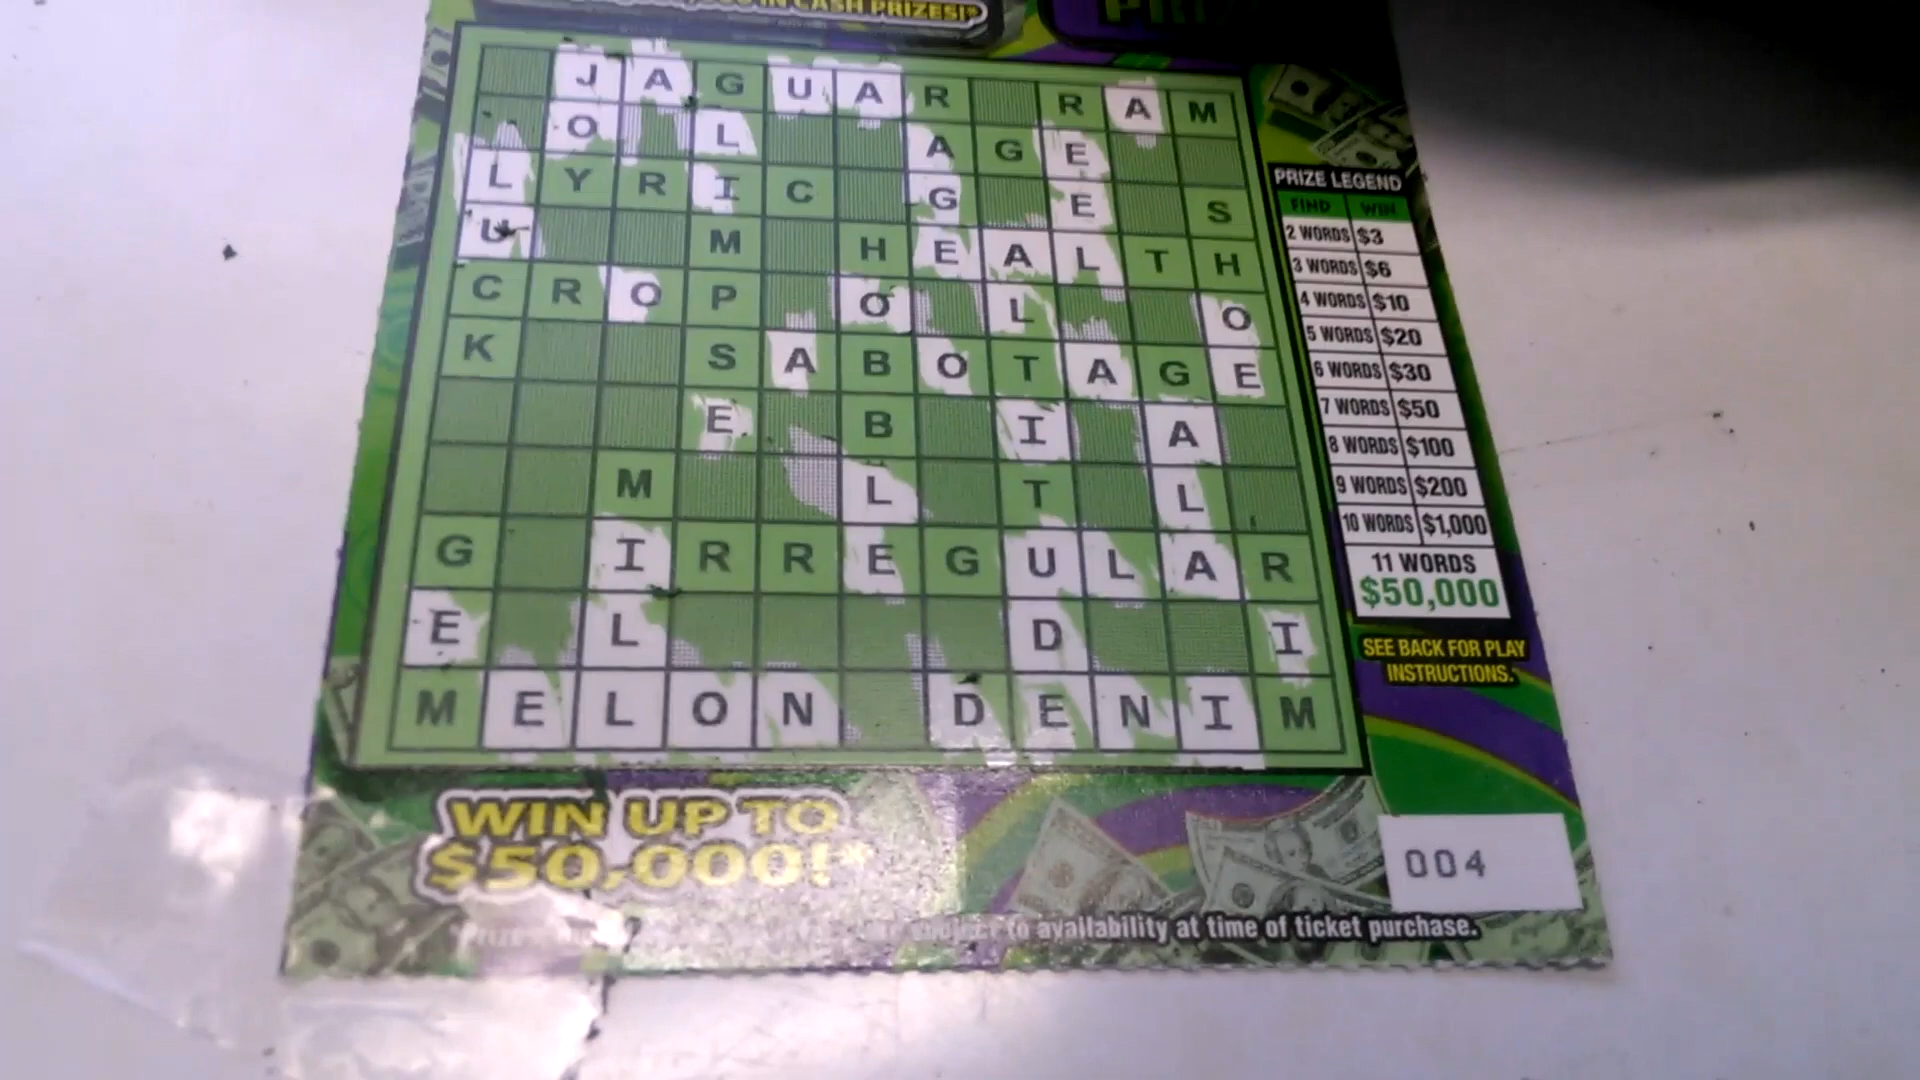 IN CASH PRIZES!*
J A G U A R R A M
O L A G E E
L Y R I C G E S
U M H E A L T H
C R O P O L O
K S A B O T A G E
E B I A
M L T L
G I R R E G U L A R
E L D I
M E L O N D E N I M
PRIZE LEGEND
FIND WIN
2 WORDS $3
3 WORDS $6
4 WORDS $10
5 WORDS $20
6 WORDS $30
7 WORDS $50
8 WORDS $100
9 WORDS $200
10 WORDS $1,000
11 WORDS
$50,000
SEE BACK FOR PLAY
INSTRUCTIONS.*
WIN UP TO
$50,000!*
004
to availability at time of ticket purchase.